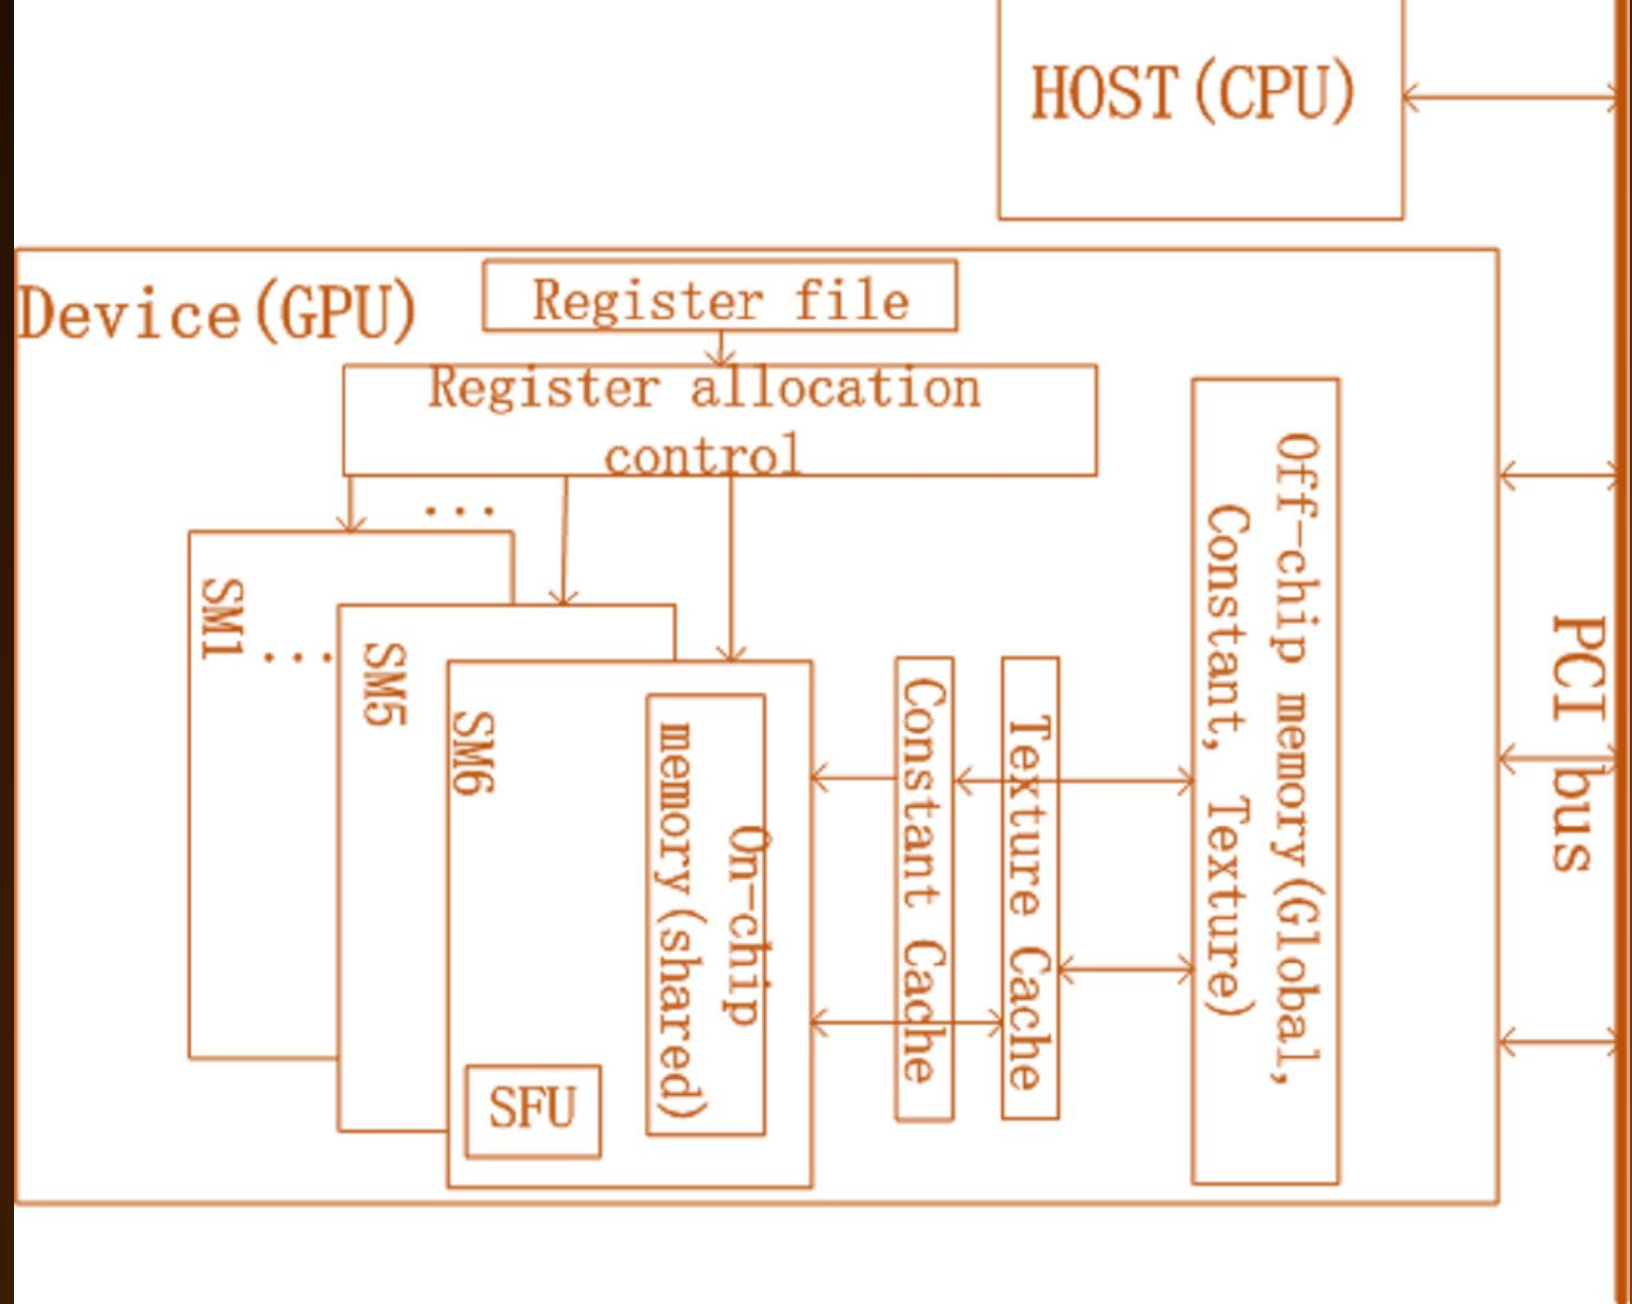 HOST(CPU)
Device(GPU)
Register file
Register allocation
control
...
SM1
...
SM5
SM6
On-chip
memory(shared)
SFU
Constant Cache
Texture Cache
Off-chip memory(Global,
Constant, Texture)
PCI bus